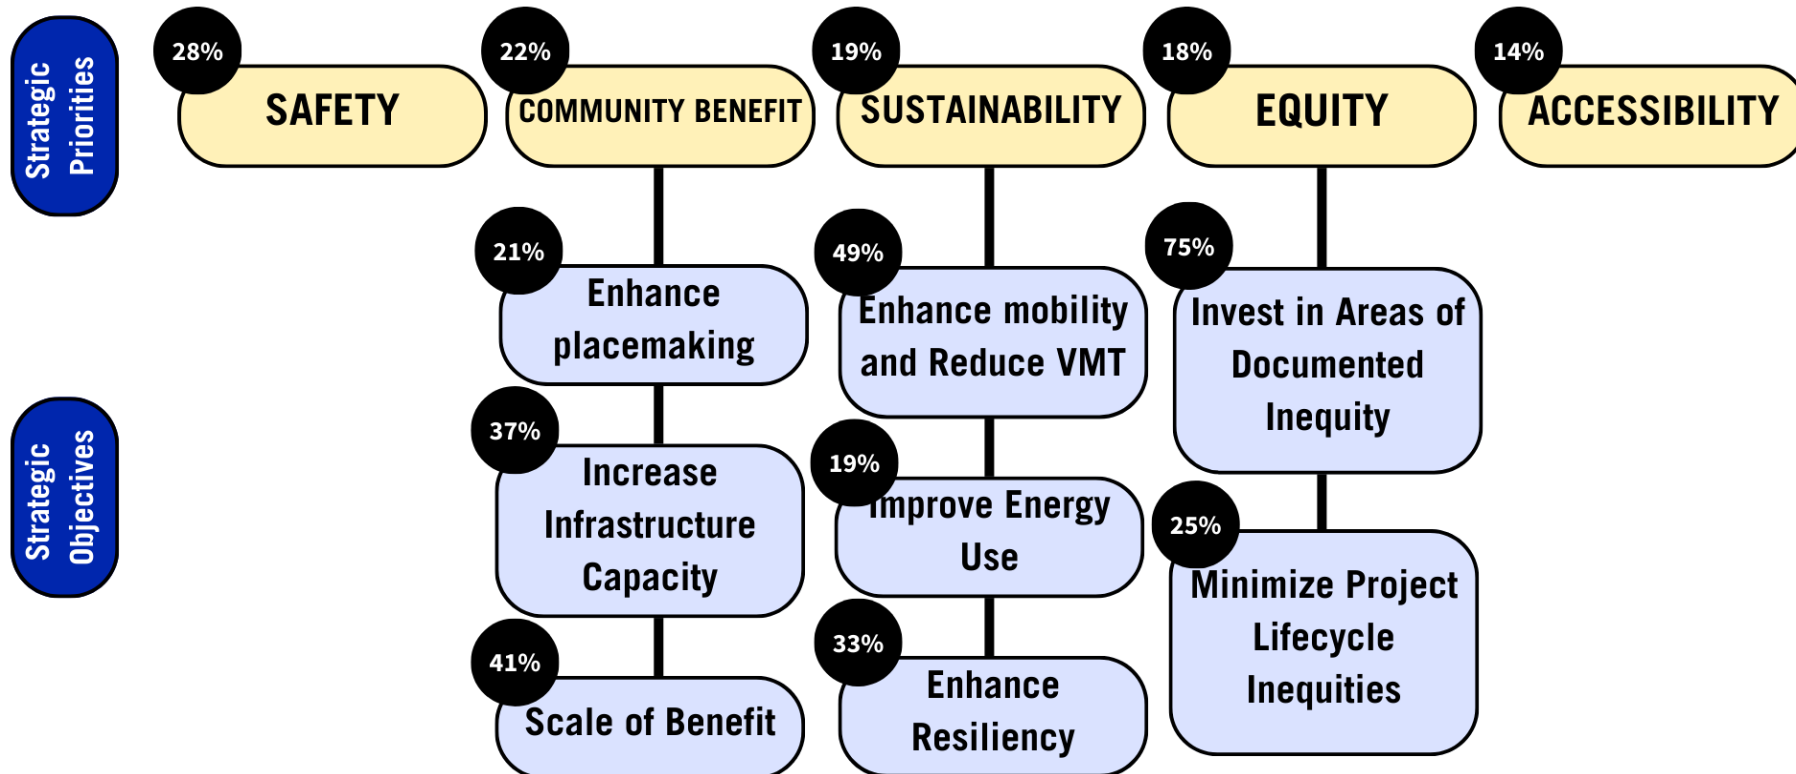 Strategic
Priorities
28%
SAFETY
22%
COMMUNITY BENEFIT
19%
SUSTAINABILITY
18%
EQUITY
14%
ACCESSIBILITY
Strategic
Objectives
21%
Enhance
placemaking
37%
Increase
Infrastructure
Capacity
41%
Scale of Benefit
49%
Enhance mobility
and Reduce VMT
19%
Improve Energy
Use
33%
Enhance
Resiliency
75%
Invest in Areas of
Documented
Inequity
25%
Minimize Project
Lifecycle
Inequities